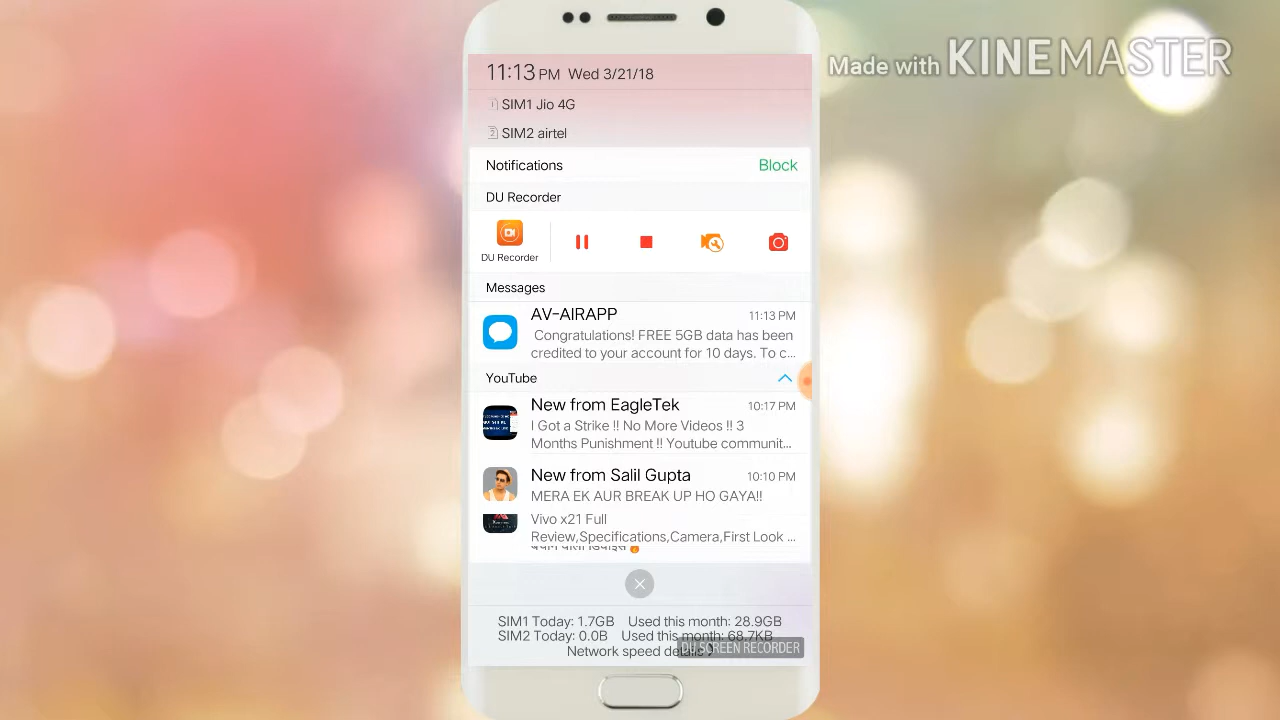 Made with KINEMASTER
11:13 PM Wed 3/21/18
1 SIM1 Jio 4G
2 SIM2 airtel
Notifications Block
DU Recorder
DU Recorder
Messages
AV-AIRAPP 11:13 PM
Congratulations! FREE 5GB data has been
credited to your account for 10 days. To c...
YouTube
New from EagleTek 10:17 PM
I Got a Strike !! No More Videos !! 3
Months Punishment !! Youtube communit...
New from Salil Gupta 10:10 PM
MERA EK AUR BREAK UP HO GAYA!!
Vivo x21 Full
Review,Specifications,Camera,First Look ...
SIM1 Today: 1.7GB Used this month: 28.9GB
SIM2 Today: 0.0B Used this month: 68.7KB
Network speed details
DU SCREEN RECORDER